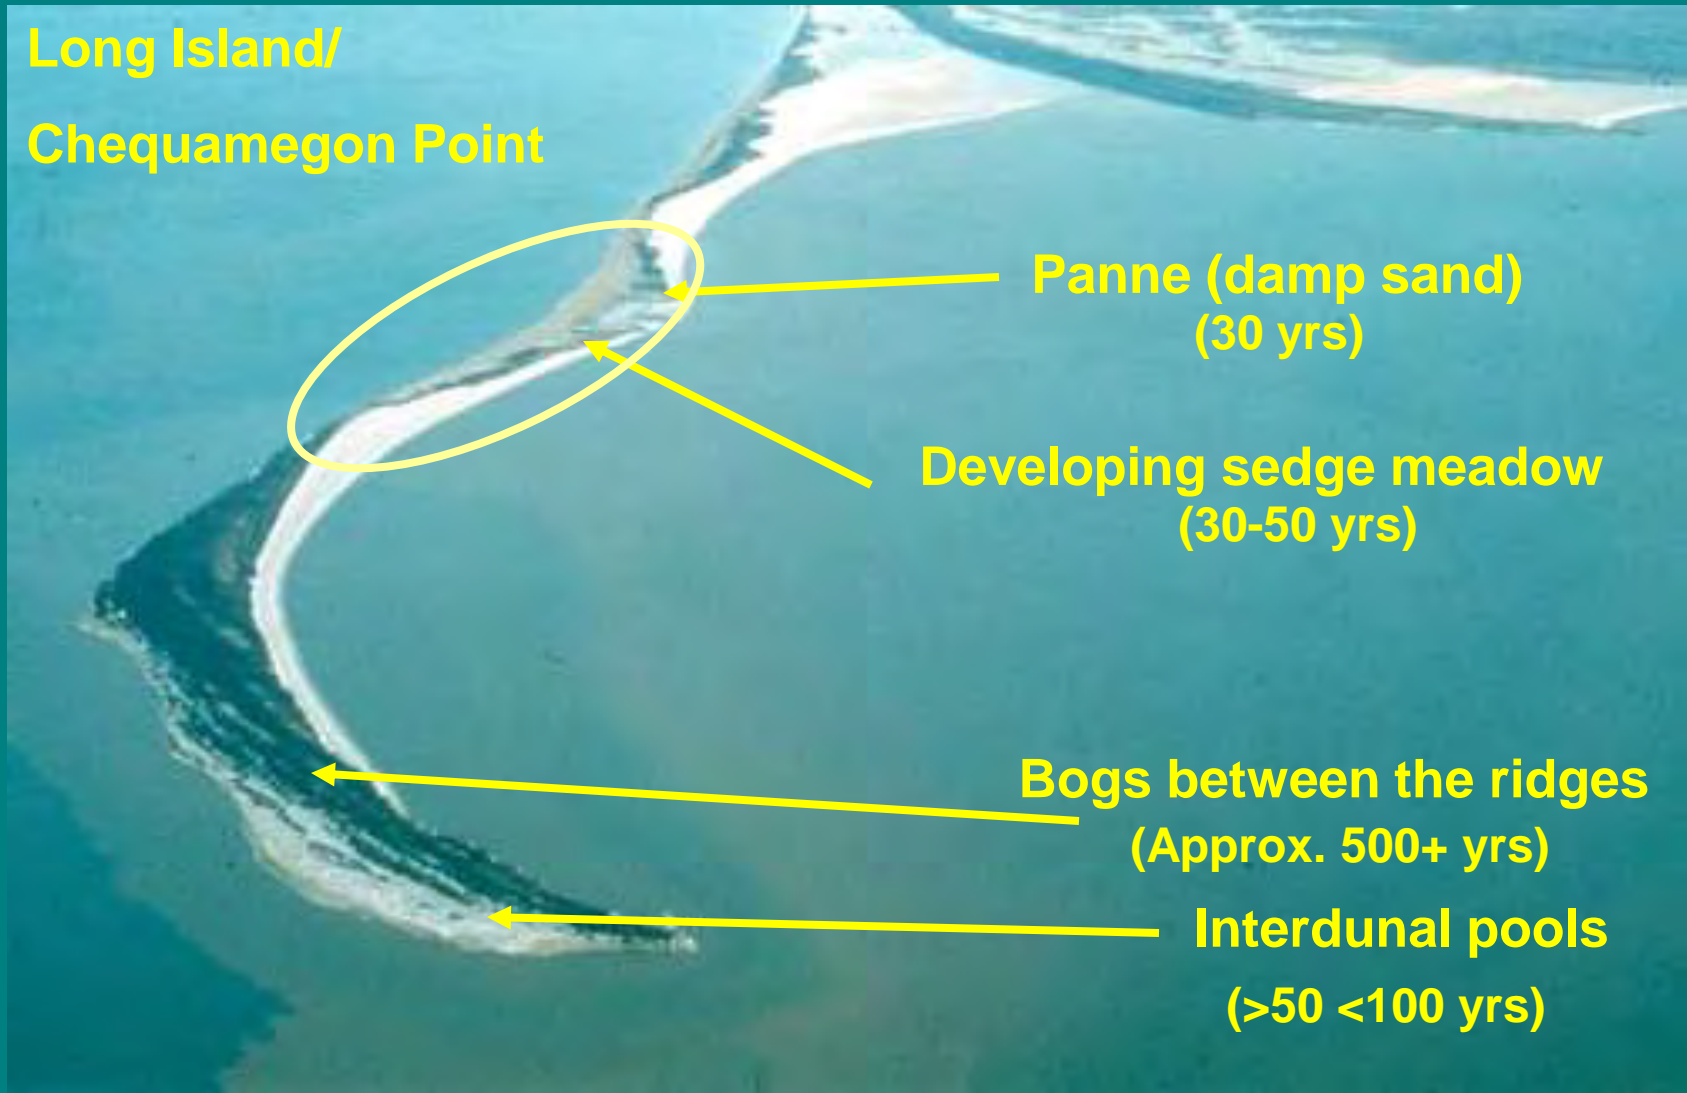 Long Island/
Chequamegon Point
Panne (damp sand)
(30 yrs)
Developing sedge meadow
(30-50 yrs)
Bogs between the ridges
(Approx. 500+ yrs)
Interdunal pools
(>50 <100 yrs)